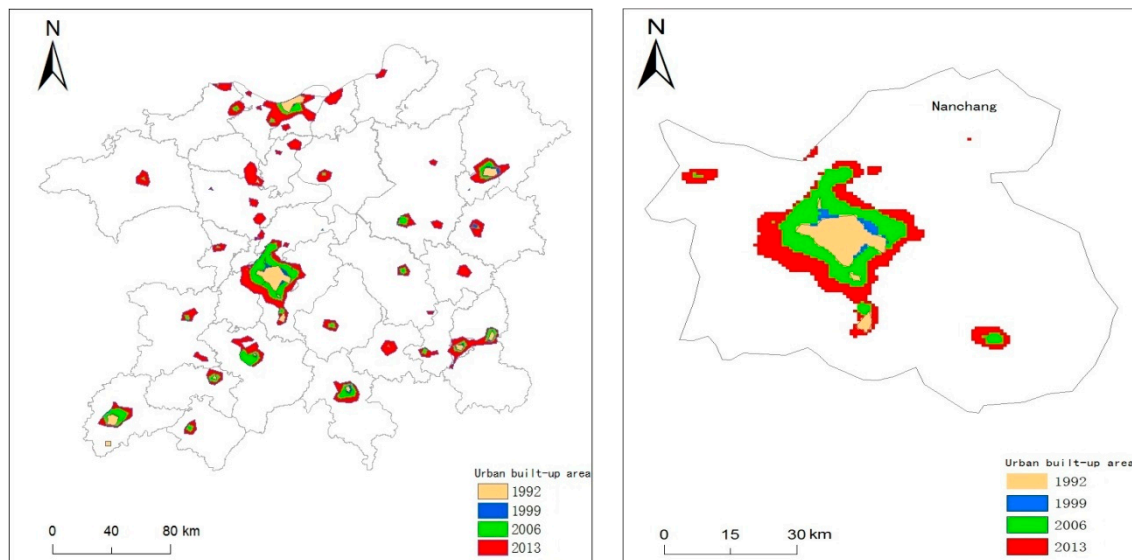 N
Urban built-up area
1992
1999
2006
2013
0 40 80 km
N
Nanchang
Urban built-up area
1992
1999
2006
2013
0 15 30 km